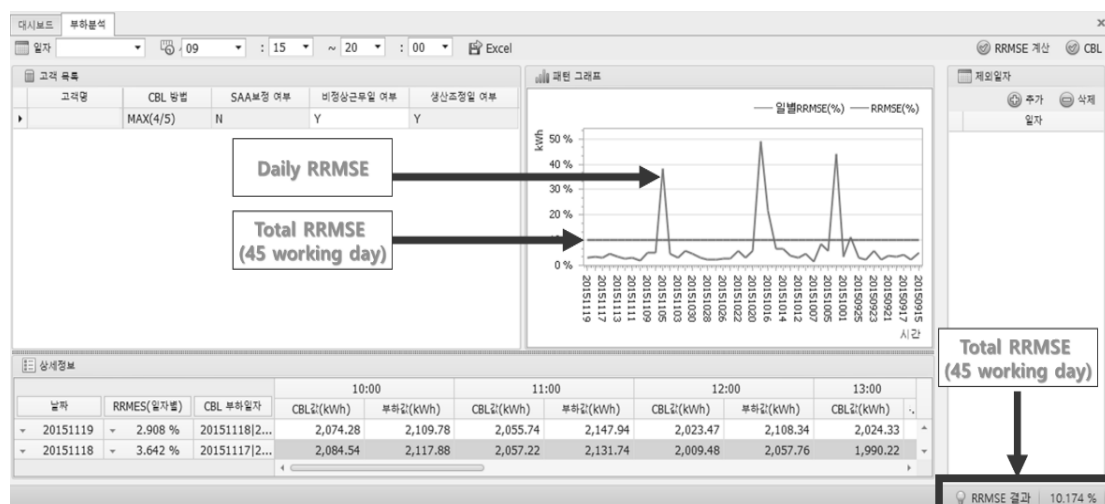 대시보드 부하분석 ×
일자 09 : 15 ~ 20 : 00 Excel RRMSE 계산 CBL
고객 목록
고객명 CBL 방법 SAA보정 여부 비정상근무일 여부 생산조정일 여부
MAX(4/5) N Y Y
Daily RRMSE
Total RRMSE
(45 working day)
패턴 그래프
일별RRMSE(%) RRMSE(%)
kWh
50 %
40 %
30 %
20 %
0 %
20151119 20151117 20151113 20151111 20151109 20151105 20151103 20151030 20151028 20151026 20151022 20151020 20151016 20151014 20151012 20151007 20151005 20151001 20150925 20150923 20150921 20150917 20150915
시간
제외일자
추가 삭제
일자
Total RRMSE
(45 working day)
상세정보
10:00 11:00 12:00 13:00
날짜 RRMES(일자별) CBL 부하일자 CBL값(kWh) 부하값(kWh) CBL값(kWh) 부하값(kWh) CBL값(kWh) 부하값(kWh) CBL값(kWh)
20151119 2.908 % 20151118|2... 2,074.28 2,109.78 2,055.74 2,147.94 2,023.47 2,108.34 2,024.33
20151118 3.642 % 20151117|2... 2,084.54 2,117.88 2,057.22 2,131.74 2,009.48 2,057.76 1,990.22
RRMSE 결과 10.174 %